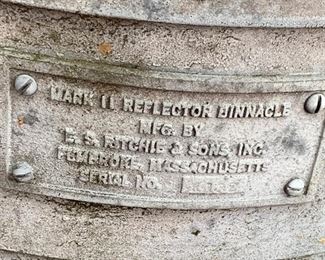 MARK II REFLECTOR BINNACLE
MFG. BY
E. S. RITCHIE & SONS, INC.
PEMBROKE, MASSACHUSETTS
SERIAL NO.